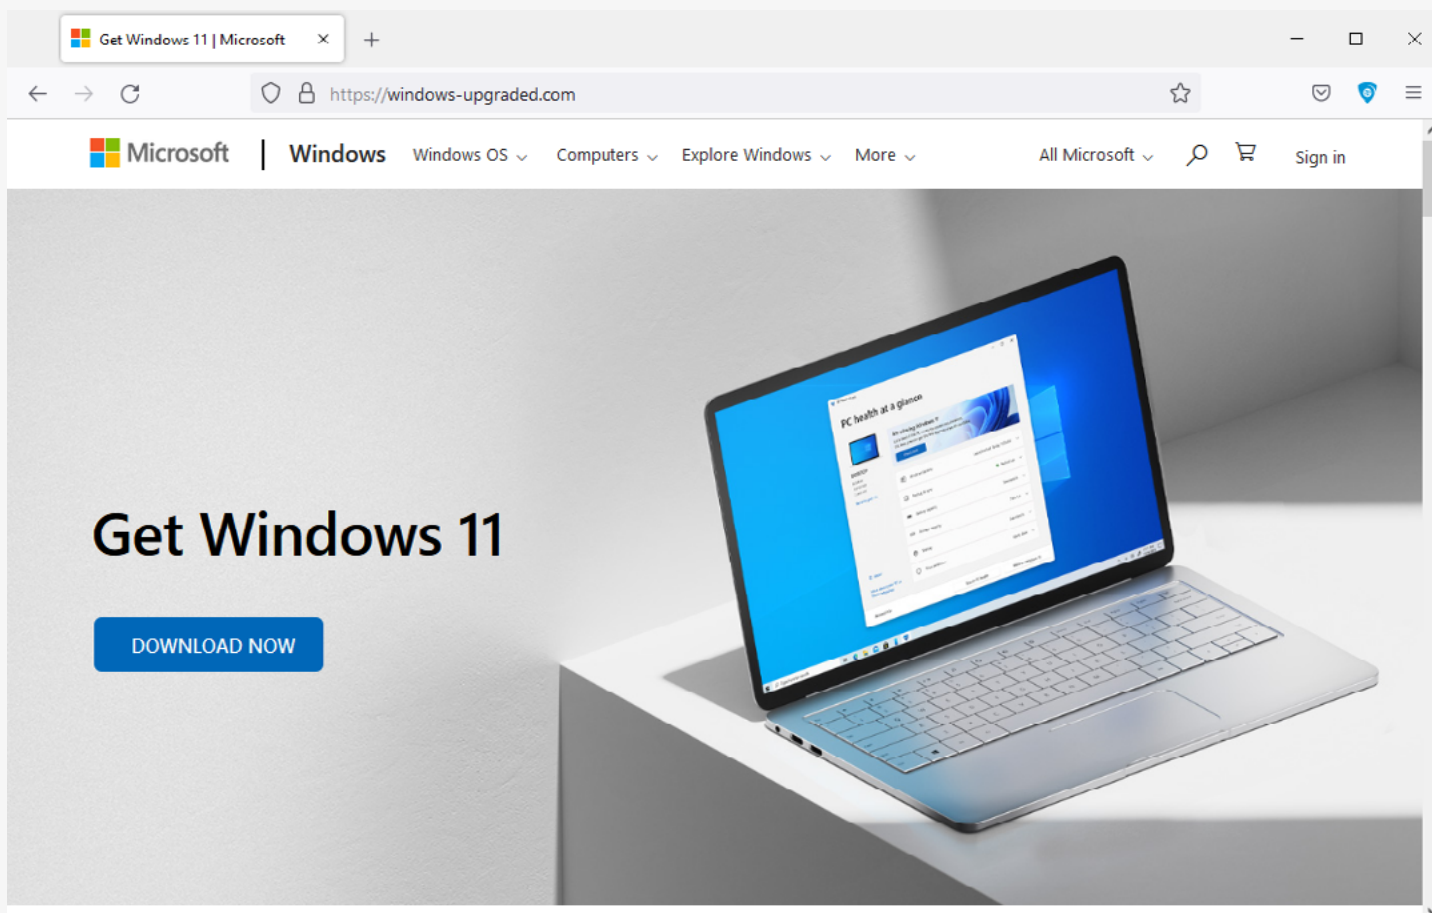 Get Windows 11 | Microsoft
https://windows-upgraded.com
Microsoft Windows Windows OS Computers Explore Windows More All Microsoft Sign in
PC health at a glance
Get Windows 11
DOWNLOAD NOW